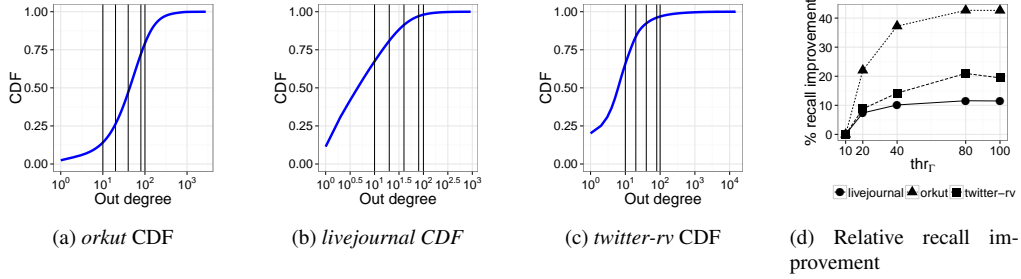 1.00
0.75
0.50
0.25
0.00
CDF
10^0 10^1 10^2 10^3
Out degree
(a) orkut CDF
1.00
0.75
0.50
0.25
0.00
CDF
10^0 10^0.5 10^1 10^1.5 10^2 10^2.5 10^3
Out degree
(b) livejournal CDF
1.00
0.75
0.50
0.25
0.00
CDF
10^0 10^1 10^2 10^3 10^4
Out degree
(c) twitter-rv CDF
40
30
20
10
0
% recall improvement
10 20 40 80 100
thr_Γ
livejournal orkut twitter-rv
(d) Relative recall im-
provement